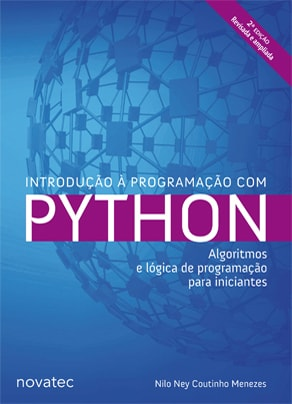 2ª EDIÇÃO
Revisada e ampliada
INTRODUÇÃO À PROGRAMAÇÃO COM
PYTHON
Algoritmos
e lógica de programação
para iniciantes
novatec
Nilo Ney Coutinho Menezes